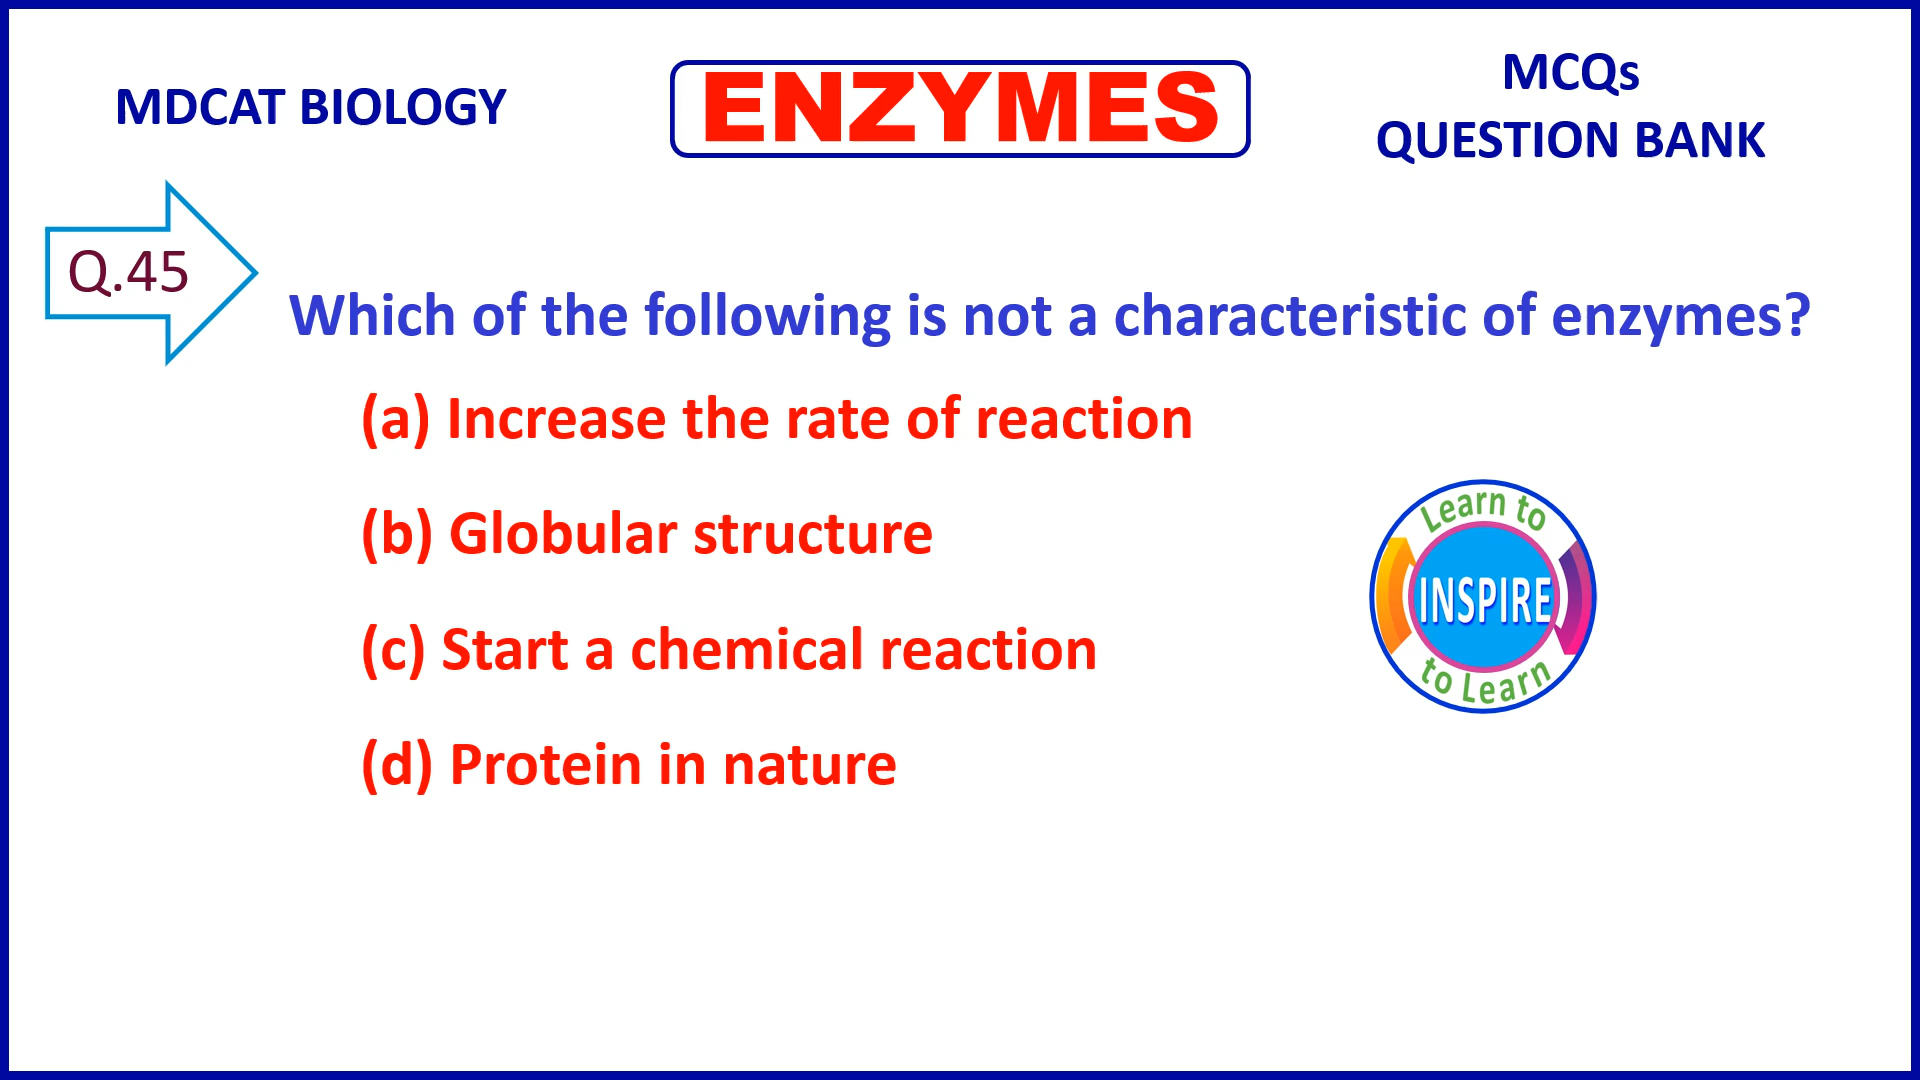 MDCAT BIOLOGY
ENZYMES
MCQs
QUESTION BANK
Q.45
Which of the following is not a characteristic of enzymes?
(a) Increase the rate of reaction
(b) Globular structure
(c) Start a chemical reaction
(d) Protein in nature
Learn to
INSPIRE
to Learn